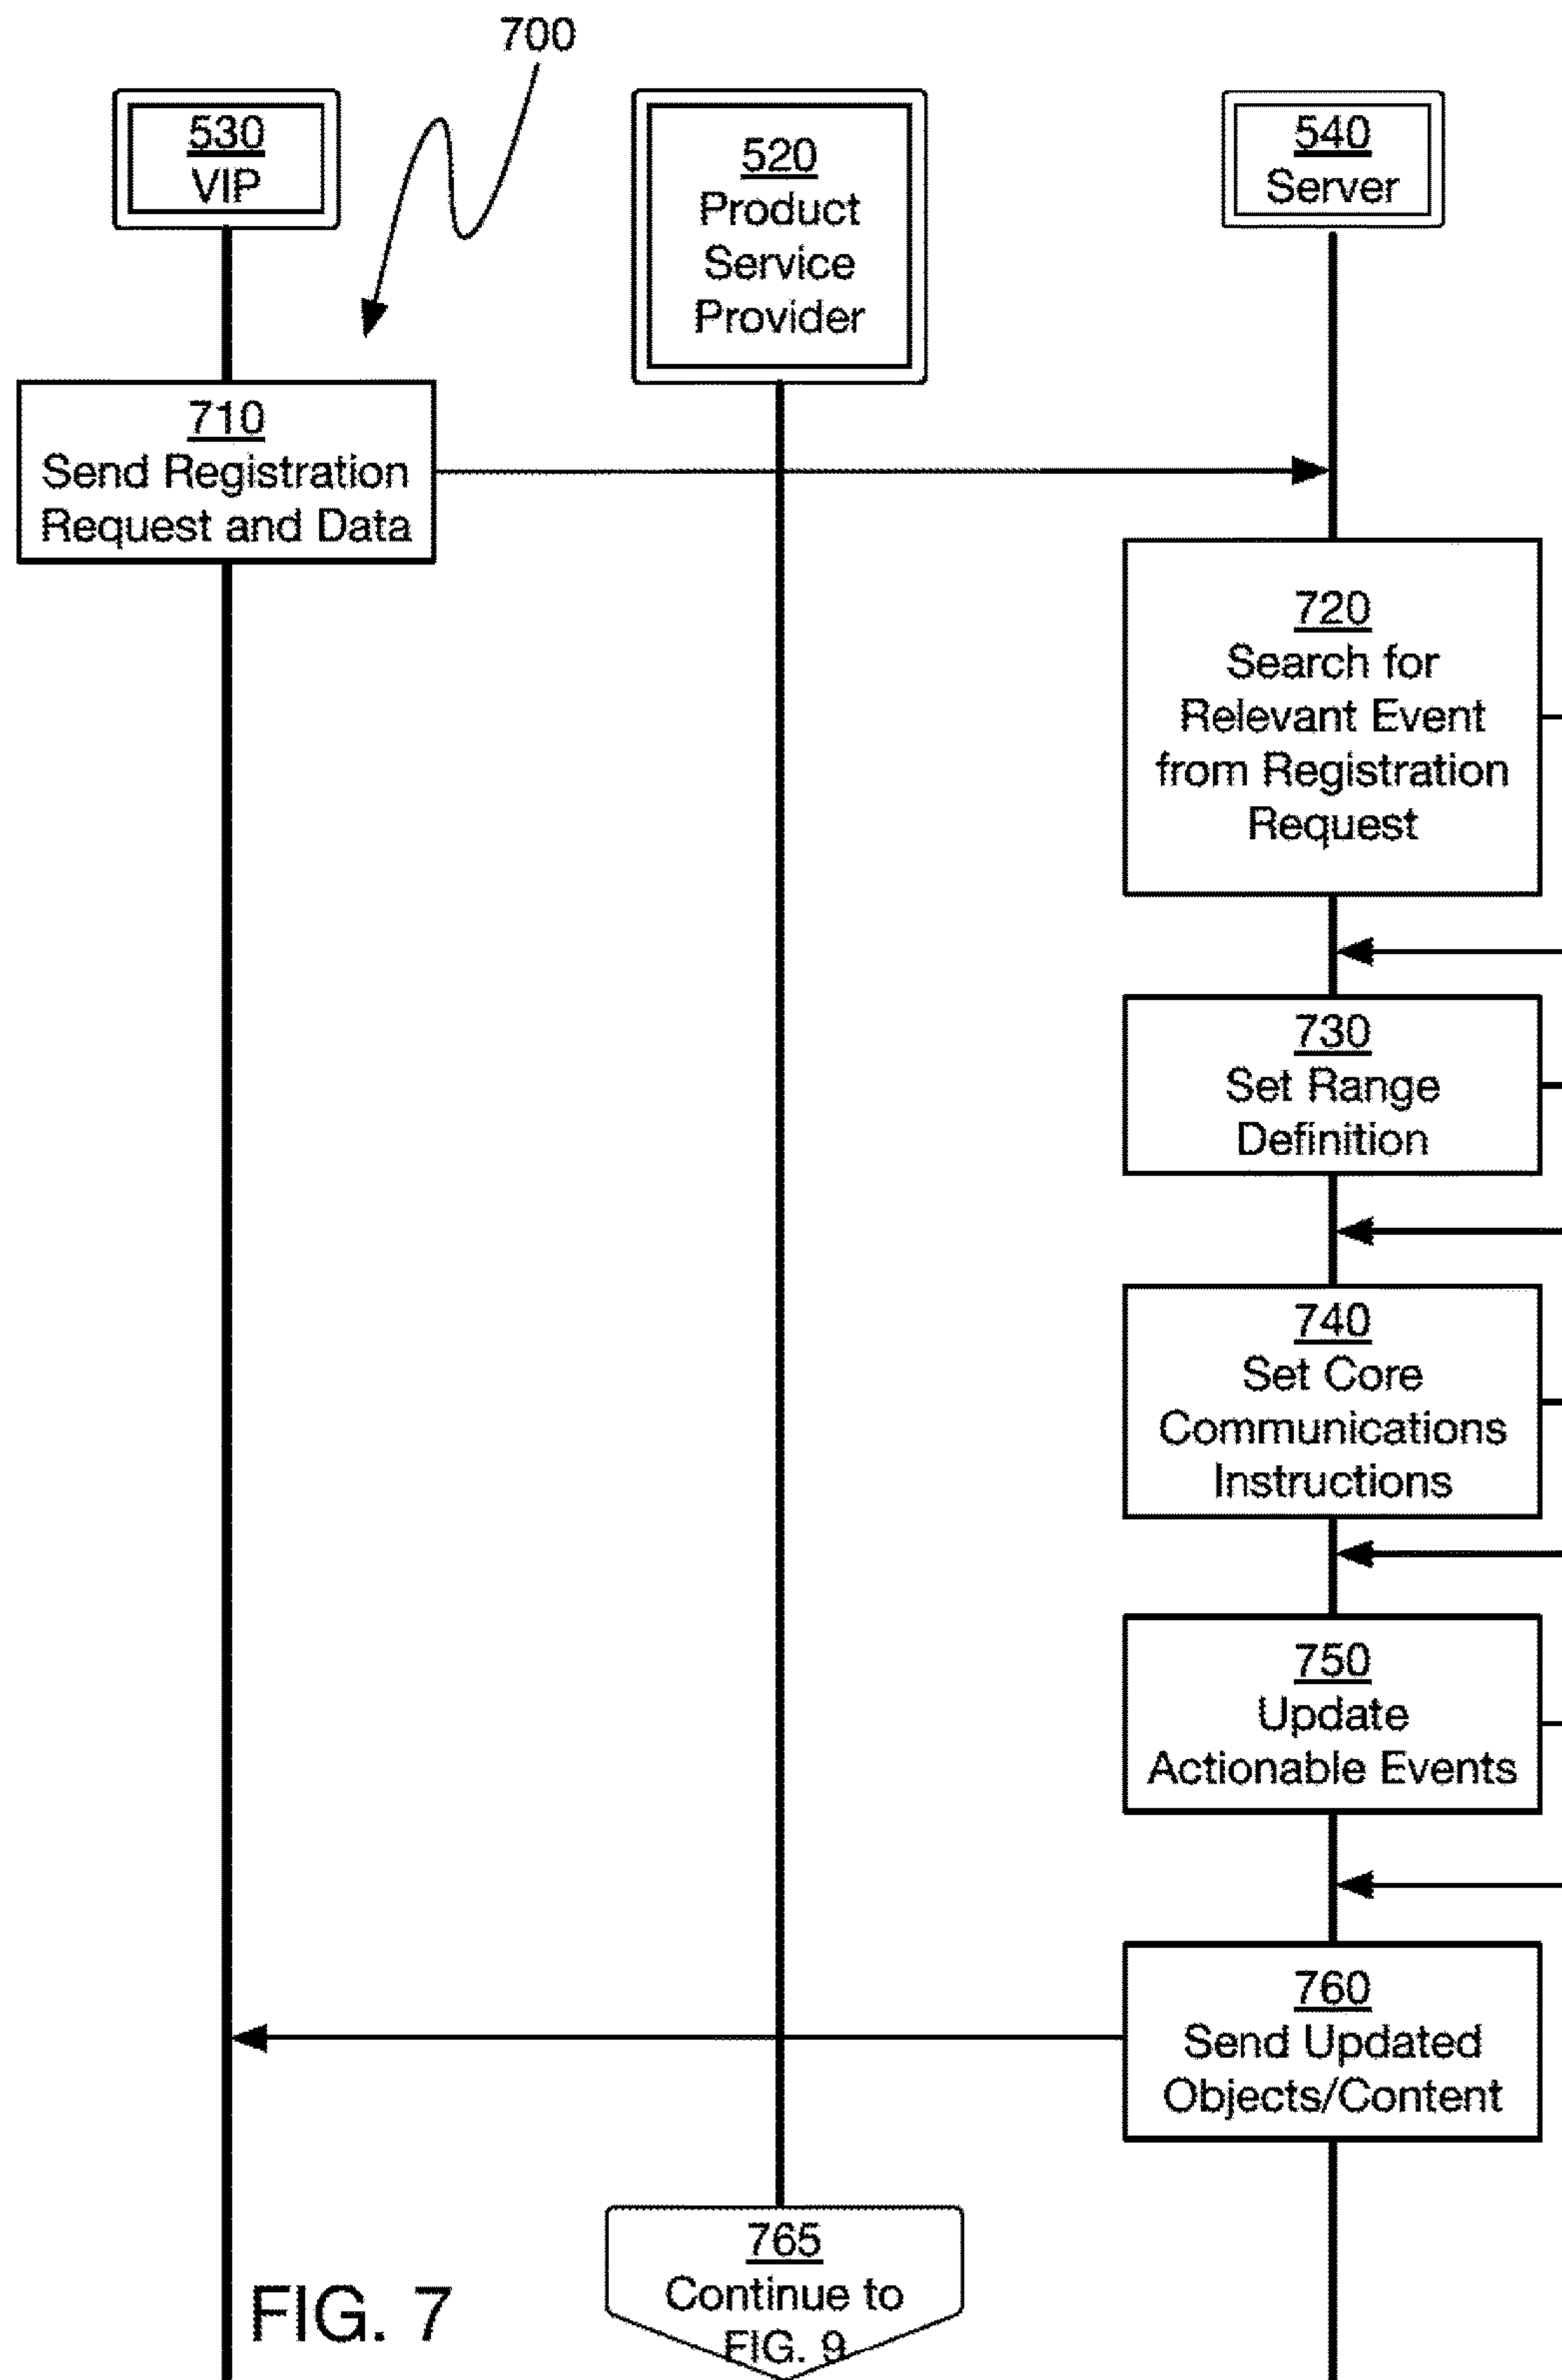 700
530
VIP
520
Product
Service
Provider
540
Server
710
Send Registration
Request and Data
720
Search for
Relevant Event
from Registration
Request
730
Set Range
Definition
740
Set Core
Communications
Instructions
750
Update
Actionable Events
760
Send Updated
Objects/Content
765
Continue to
FIG. 9
FIG. 7